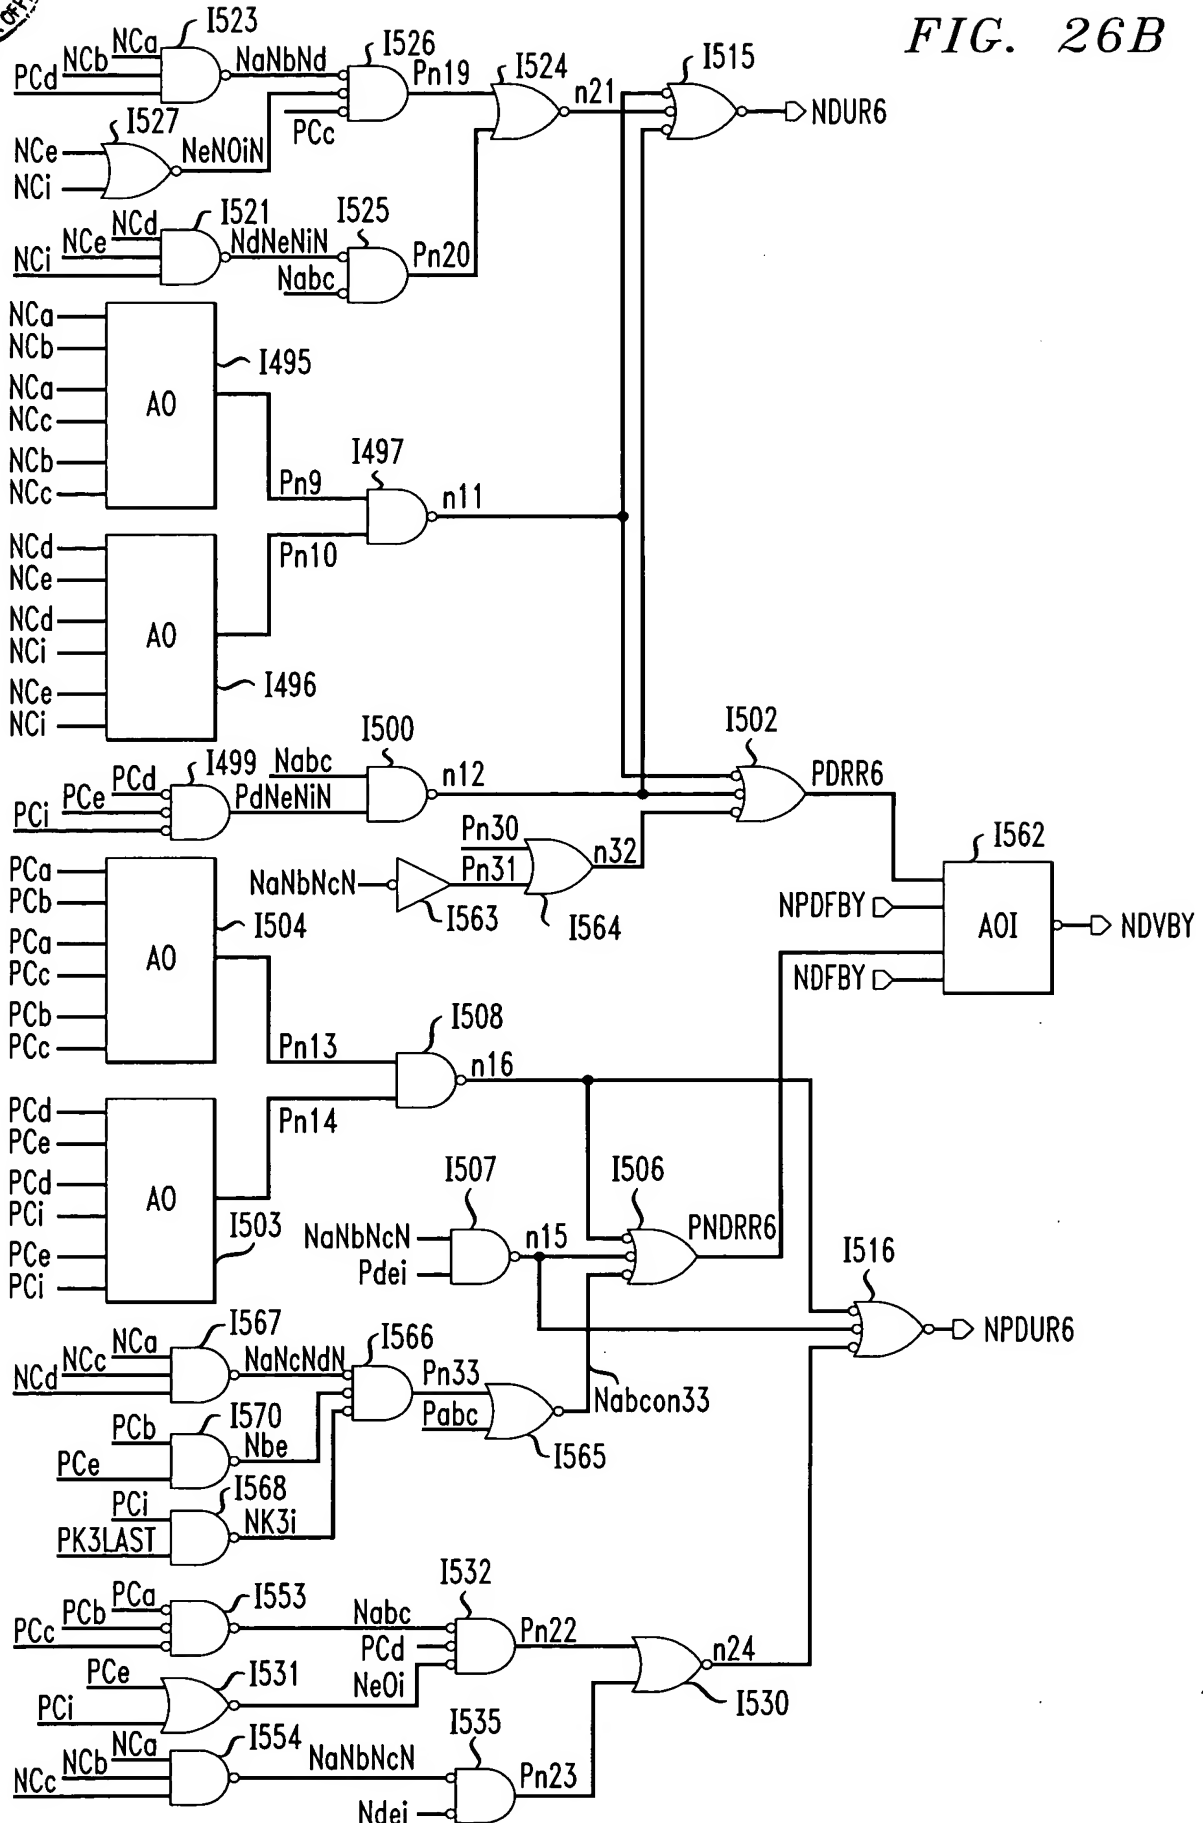 FIG. 26B
I523
NCa
NCb
PCd
NaNbNd
I526
Pn19
I524
n21
I515
NDUR6
PCc
I527
NCe
NeNOiN
NCi
I521
NCd
NCe
NCi
NdNeNiN
I525
Pn20
Nabc
NCa
NCb
I495
NCa
AO
NCc
NCb
NCc
I497
Pn9
n11
NCd
Pn10
NCe
NCd
AO
NCi
NCe
I496
NCi
I500
I502
I499
Nabc
PCd
n12
PDRR6
PCe
PdNeNiN
PCi
I562
Pn30
n32
PCa
NaNbNcN
Pn31
PCb
NPDFBY
I563
I564
I504
AOI
NDVBY
PCa
AO
PCc
NDFBY
PCb
I508
PCc
Pn13
n16
PCd
Pn14
PCe
I507
I506
PCd
AO
PCi
I503
NaNbNcN
n15
PNDRR6
PCe
Pdei
I516
PCi
NPDUR6
I567
NCa
I566
NCc
NaNcNdN
NCd
Pn33
Nabcon33
Pabc
I570
PCb
Nbe
I565
PCe
I568
PCi
NK3i
PK3LAST
I553
I532
PCa
PCb
Nabc
PCc
PCd
Pn22
n24
PCe
I531
NeOi
PCi
I530
I535
I554
NCa
NCb
NaNbNcN
NCc
Pn23
Ndei